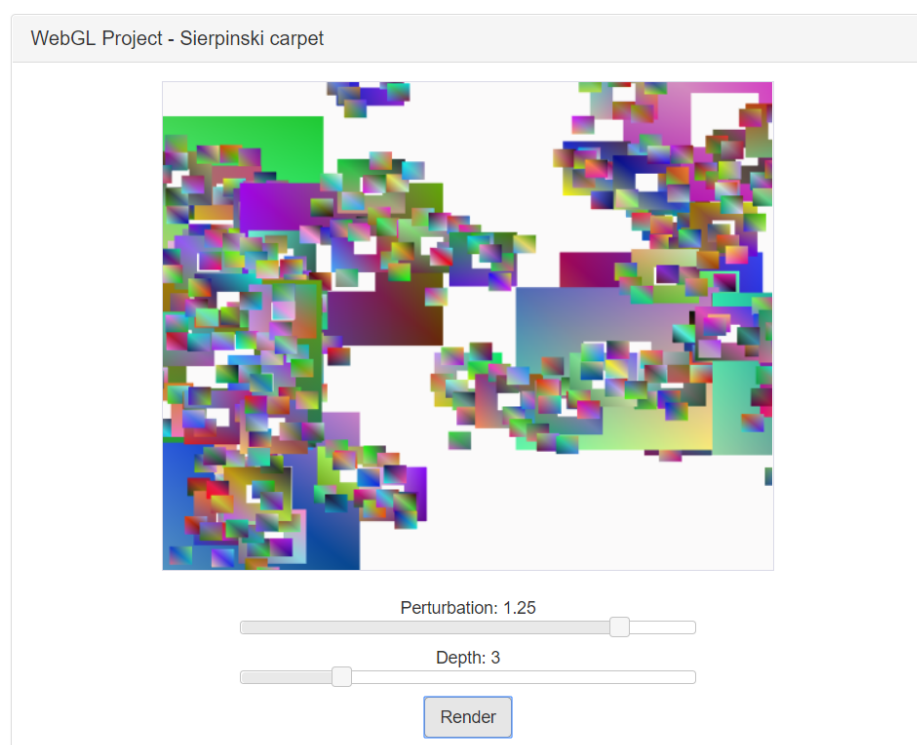 WebGL Project - Sierpinski carpet
Perturbation: 1.25
Depth: 3
Render